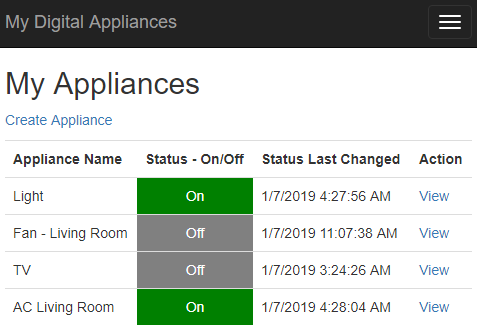 My Digital Appliances
My Appliances
Create Appliance
Appliance Name Status - On/Off Status Last Changed Action
Light On 1/7/2019 4:27:56 AM View
Fan - Living Room Off 1/7/2019 11:07:38 AM View
TV Off 1/7/2019 3:24:26 AM View
AC Living Room On 1/7/2019 4:28:04 AM View